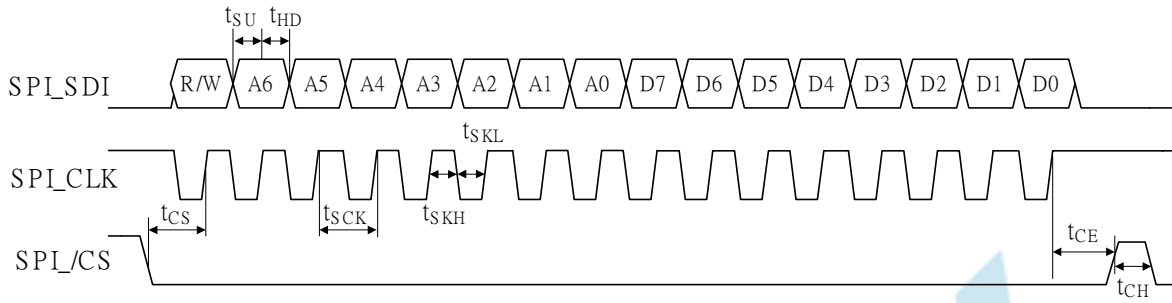 tSU tHD
SPI_SDI R/W A6 A5 A4 A3 A2 A1 A0 D7 D6 D5 D4 D3 D2 D1 D0
tSKL
SPI_CLK
tCS tSCK tSKH
tCE
SPI_/CS
tCH